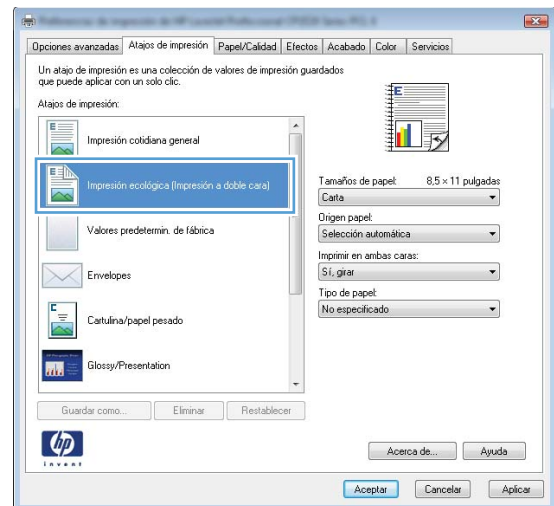 Opciones avanzadas Atajos de impresión Papel/Calidad Efectos Acabado Color Servicios
Un atajo de impresión es una colección de valores de impresión guardados
que puede aplicar con un solo clic.
Atajos de impresión:
Impresión cotidiana general
Impresión ecológica (Impresión a doble cara)
Valores predetermin. de fábrica
Envelopes
Cartulina/papel pesado
Glossy/Presentation
Guardar como... Eliminar Restablecer
E
Tamaños de papel: 8,5 × 11 pulgadas
Carta
Origen papel:
Selección automática
Imprimir en ambas caras:
Sí, girar
Tipo de papel:
No especificado
hp
invent
Acerca de... Ayuda
Aceptar Cancelar Aplicar